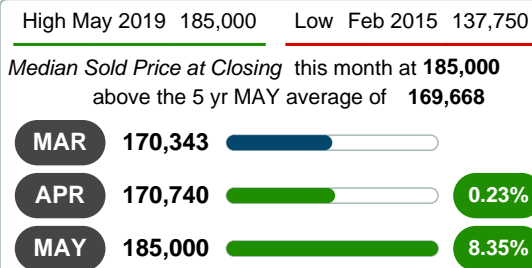 High May 2019 185,000 Low Feb 2015 137,750
Median Sold Price at Closing this month at 185,000
above the 5 yr MAY average of 169,668
MAR 170,343
APR 170,740 0.23%
MAY 185,000 8.35%